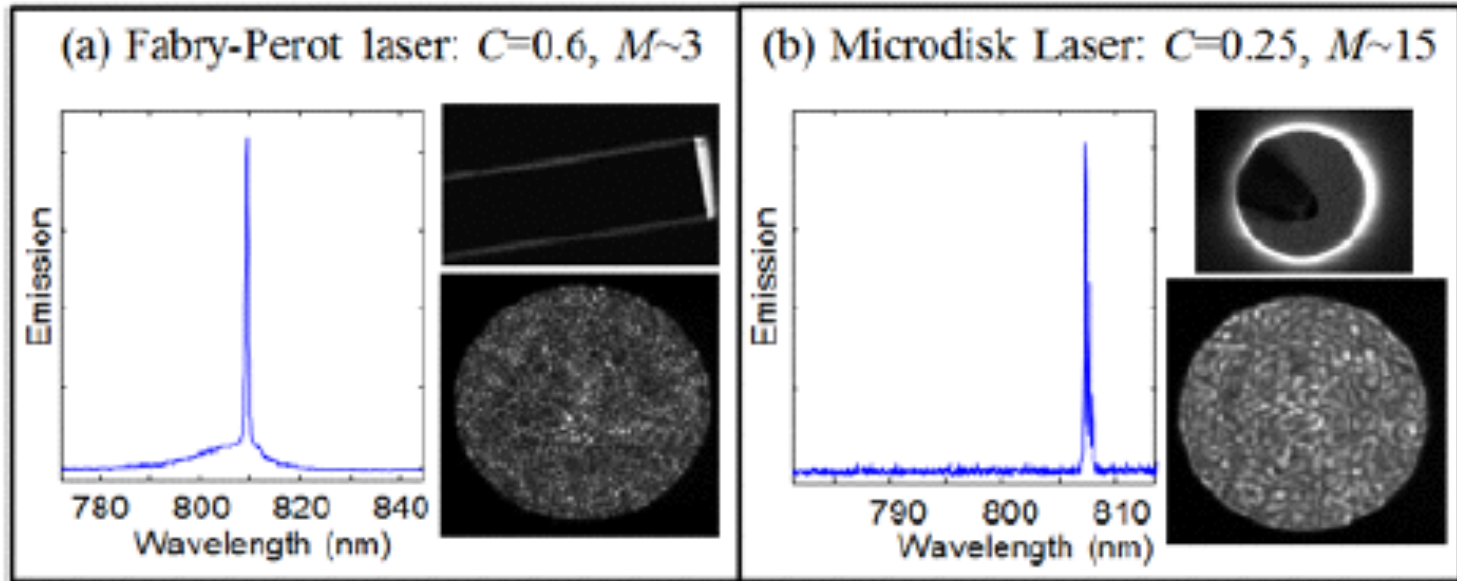 (a) Fabry-Perot laser: C=0.6, M~3
Emission
780 800 820 840
Wavelength (nm)
(b) Microdisk Laser: C=0.25, M~15
Emission
790 800 810
Wavelength (nm)